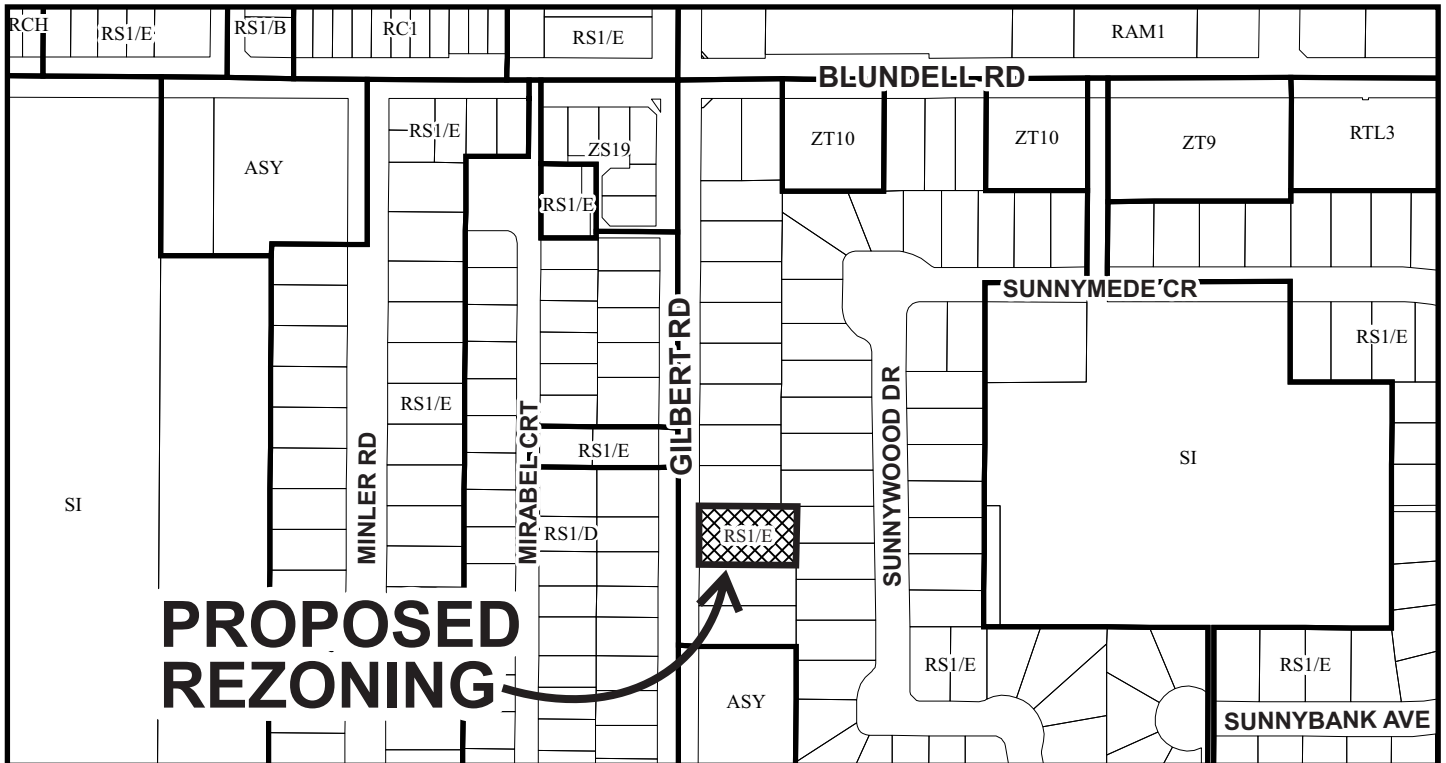 RCH
RS1/E
RS1/B
RC1
RS1/E
RAM1
BLUNDELL RD
RS1/E
ASY
ZS19
ZT10
ZT10
ZT9
RTL3
RS1/E
SUNNYMEDE CR
RS1/E
GILBERT RD
RS1/E
MIRABEL CRT
MINLER RD
SUNNYWOOOD DR
RS1/E
SI
SI
RS1/D
RS1/E
PROPOSED
REZONING
RS1/E
RS1/E
ASY
SUNNYBANK AVE